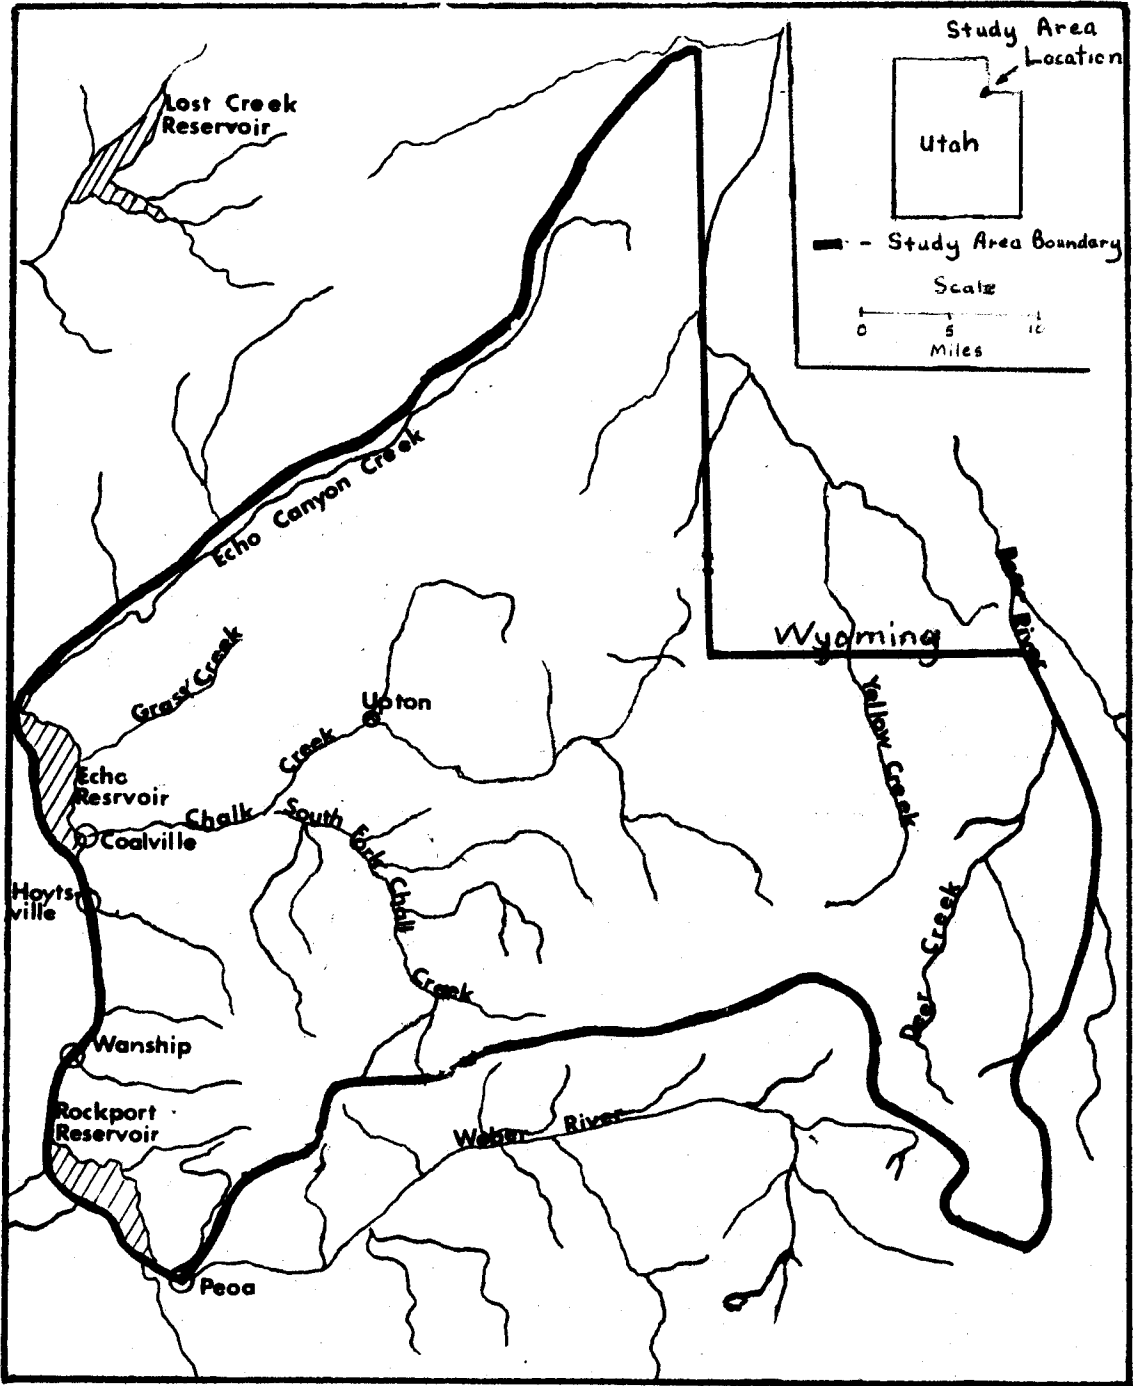 Study Area
Location
Utah
- Study Area Boundary
Scale
0 5 10
Miles
Lost Creek
Reservoir
Echo Canyon Creek
Grass Creek
Bear River
Wyoming
Yellow Creek
Upton
Chalk Creek
Echo
Resrvoir
Coalville
South Fork Chalk Creek
Hoyts-
ville
Deer Creek
Wanship
Rockport
Reservoir
Weber River
Peoa